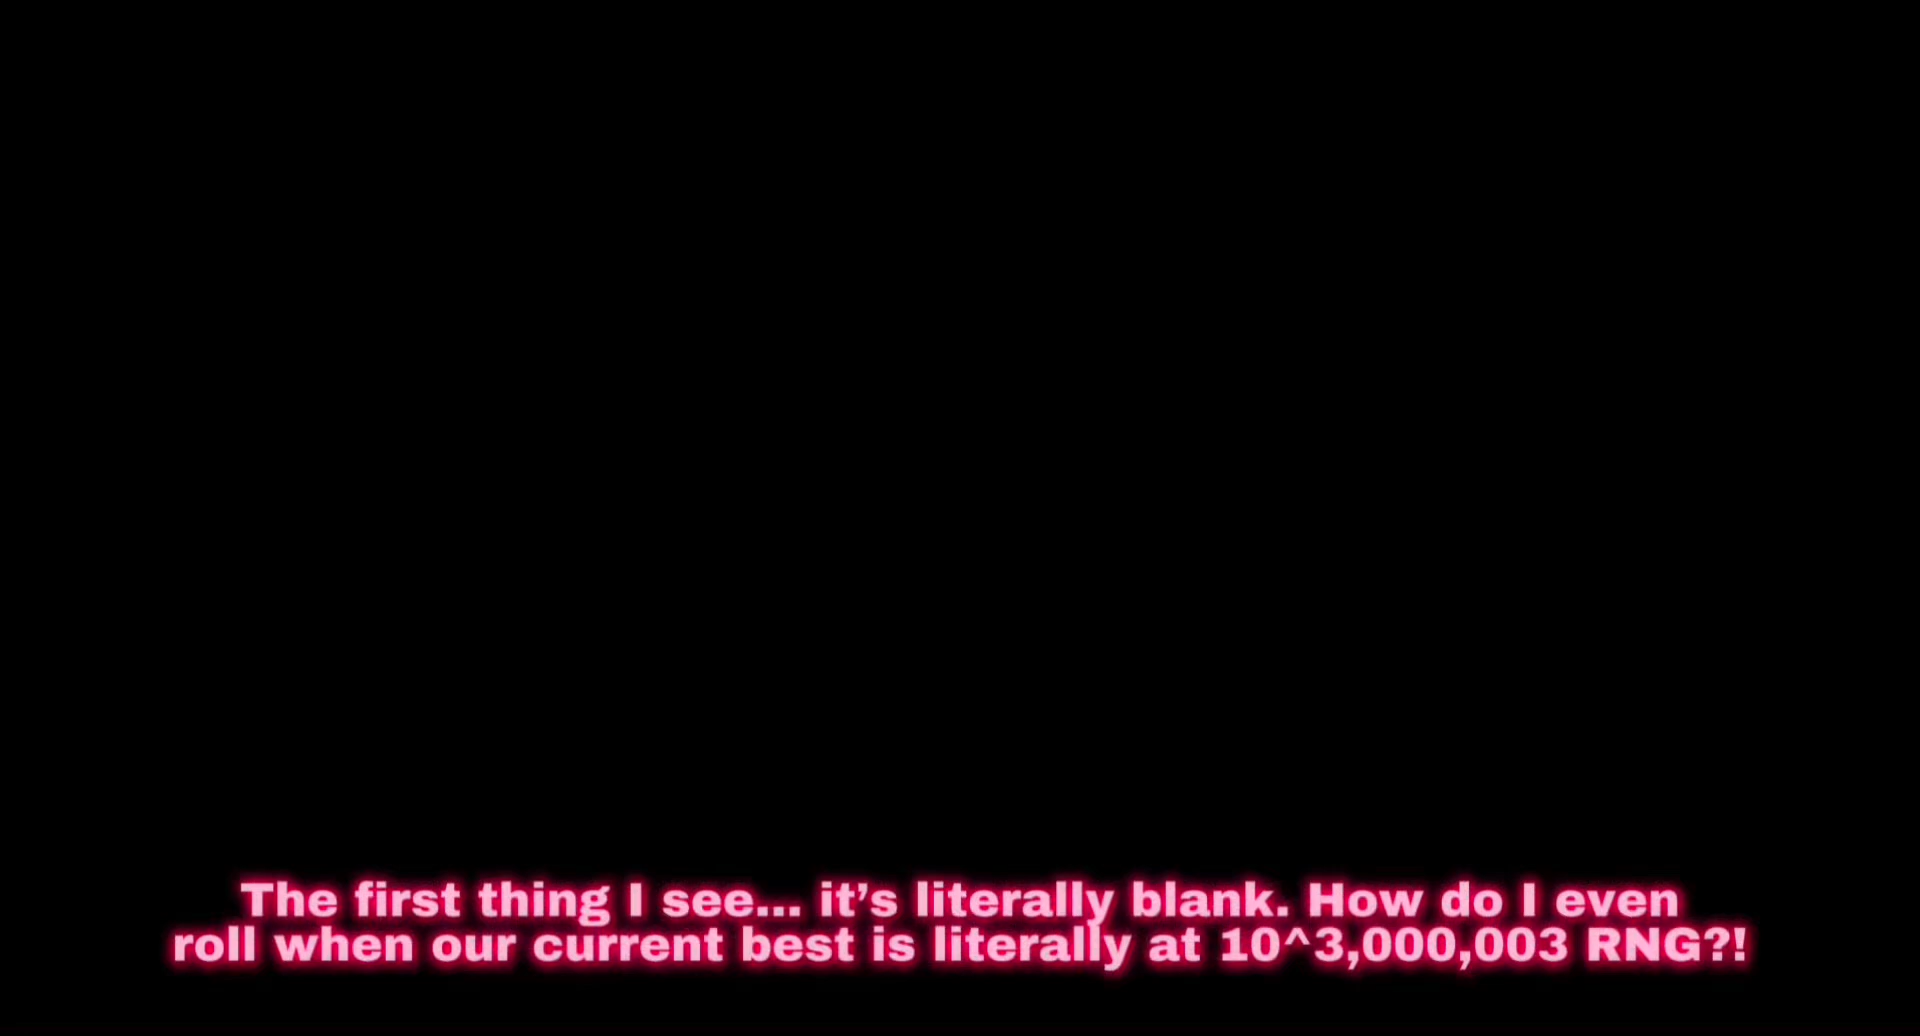 The first thing I see... it’s literally blank. How do I even
roll when our current best is literally at 10^3,000,003 RNG?!